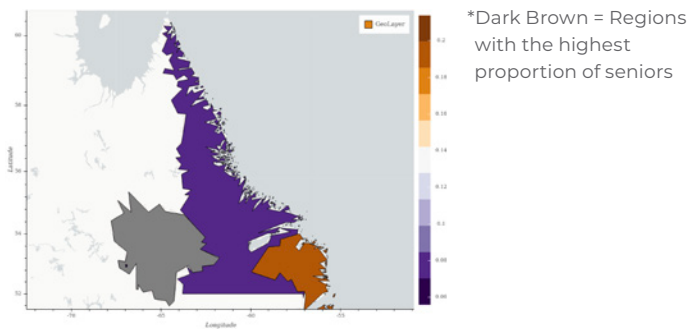 GeoLayer
*Dark Brown = Regions
with the highest
proportion of seniors
60
58
56
54
52
Latitude
-70
-65
-60
-55
Longitude
0.2
0.18
0.16
0.14
0.12
0.1
0.08
0.06